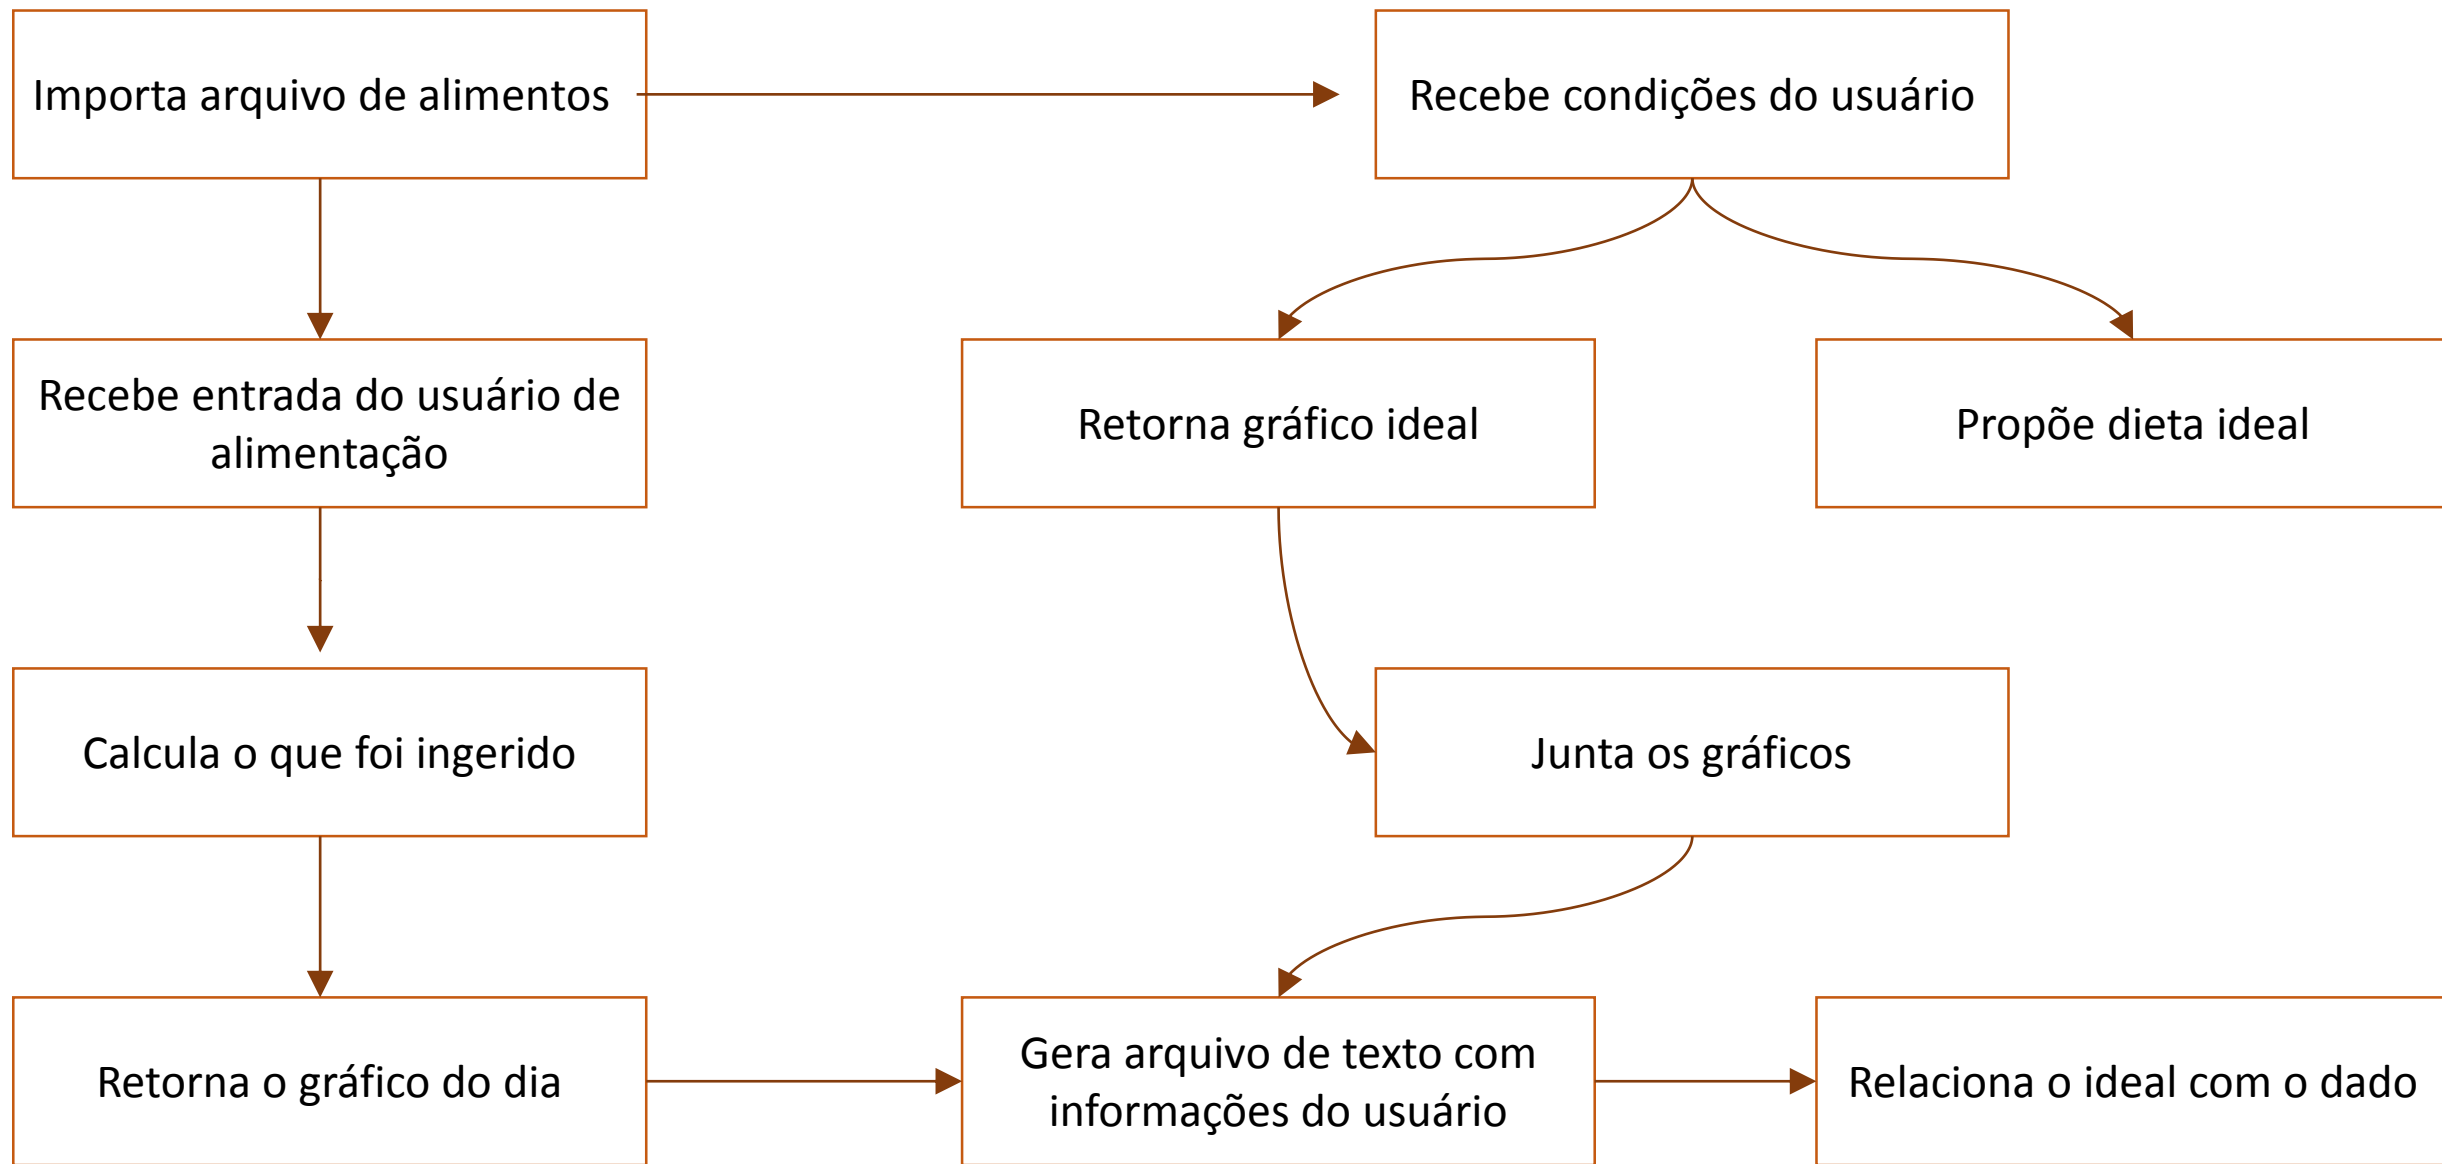 Importa arquivo de alimentos
Recebe condições do usuário
Recebe entrada do usuário de
alimentação
Retorna gráfico ideal
Propõe dieta ideal
Calcula o que foi ingerido
Junta os gráficos
Retorna o gráfico do dia
Gera arquivo de texto com
informações do usuário
Relaciona o ideal com o dado